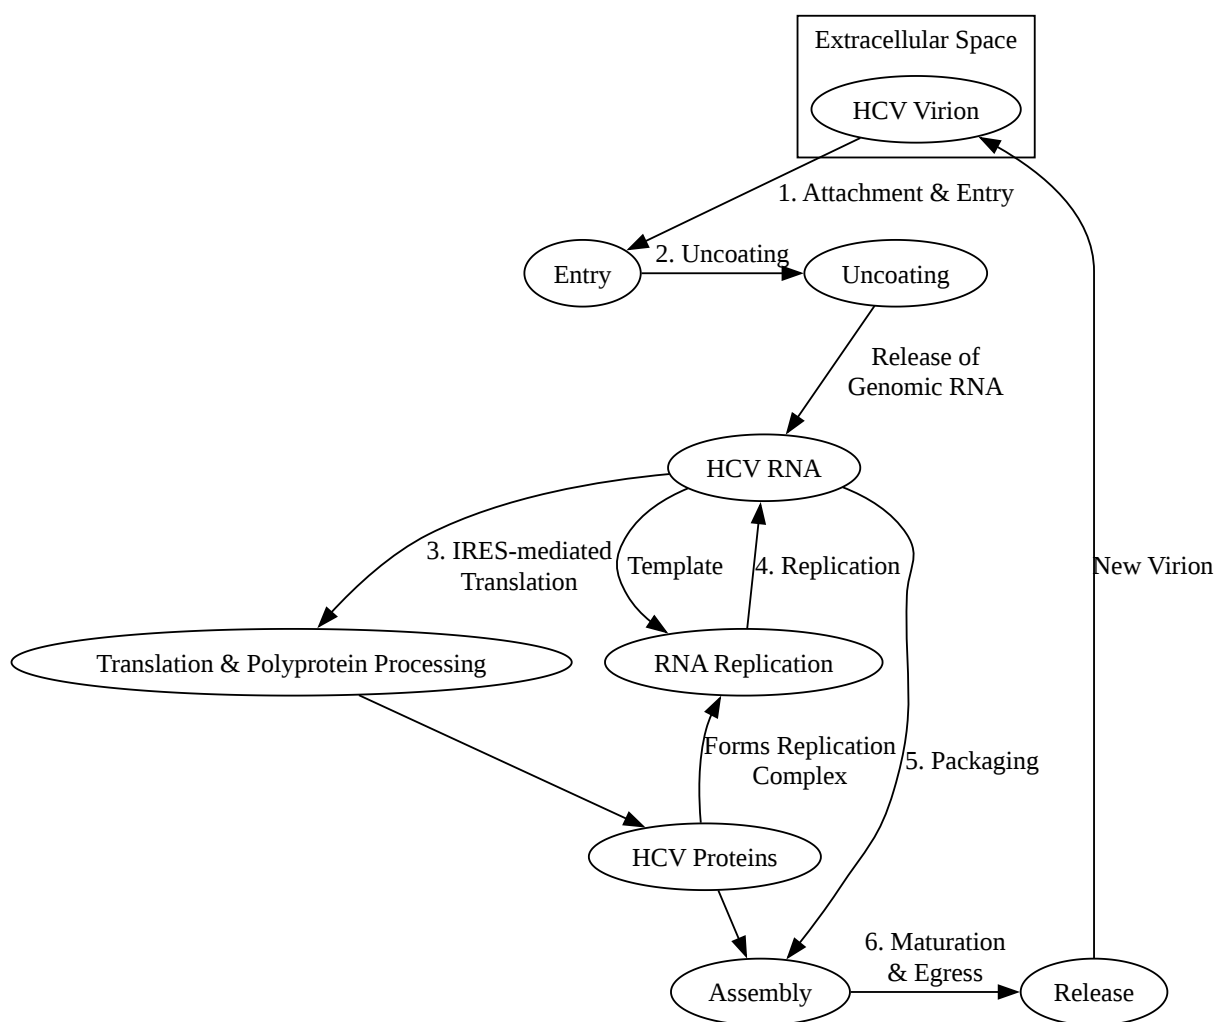 Extracellular Space
HCV Virion
1. Attachment & Entry
2. Uncoating
Entry
Uncoating
Release of
Genomic RNA
HCV RNA
3. IRES-mediated
Translation
Template
4. Replication
New Virion
Translation & Polyprotein Processing
RNA Replication
Forms Replication
Complex
5. Packaging
HCV Proteins
6. Maturation
& Egress
Assembly
Release